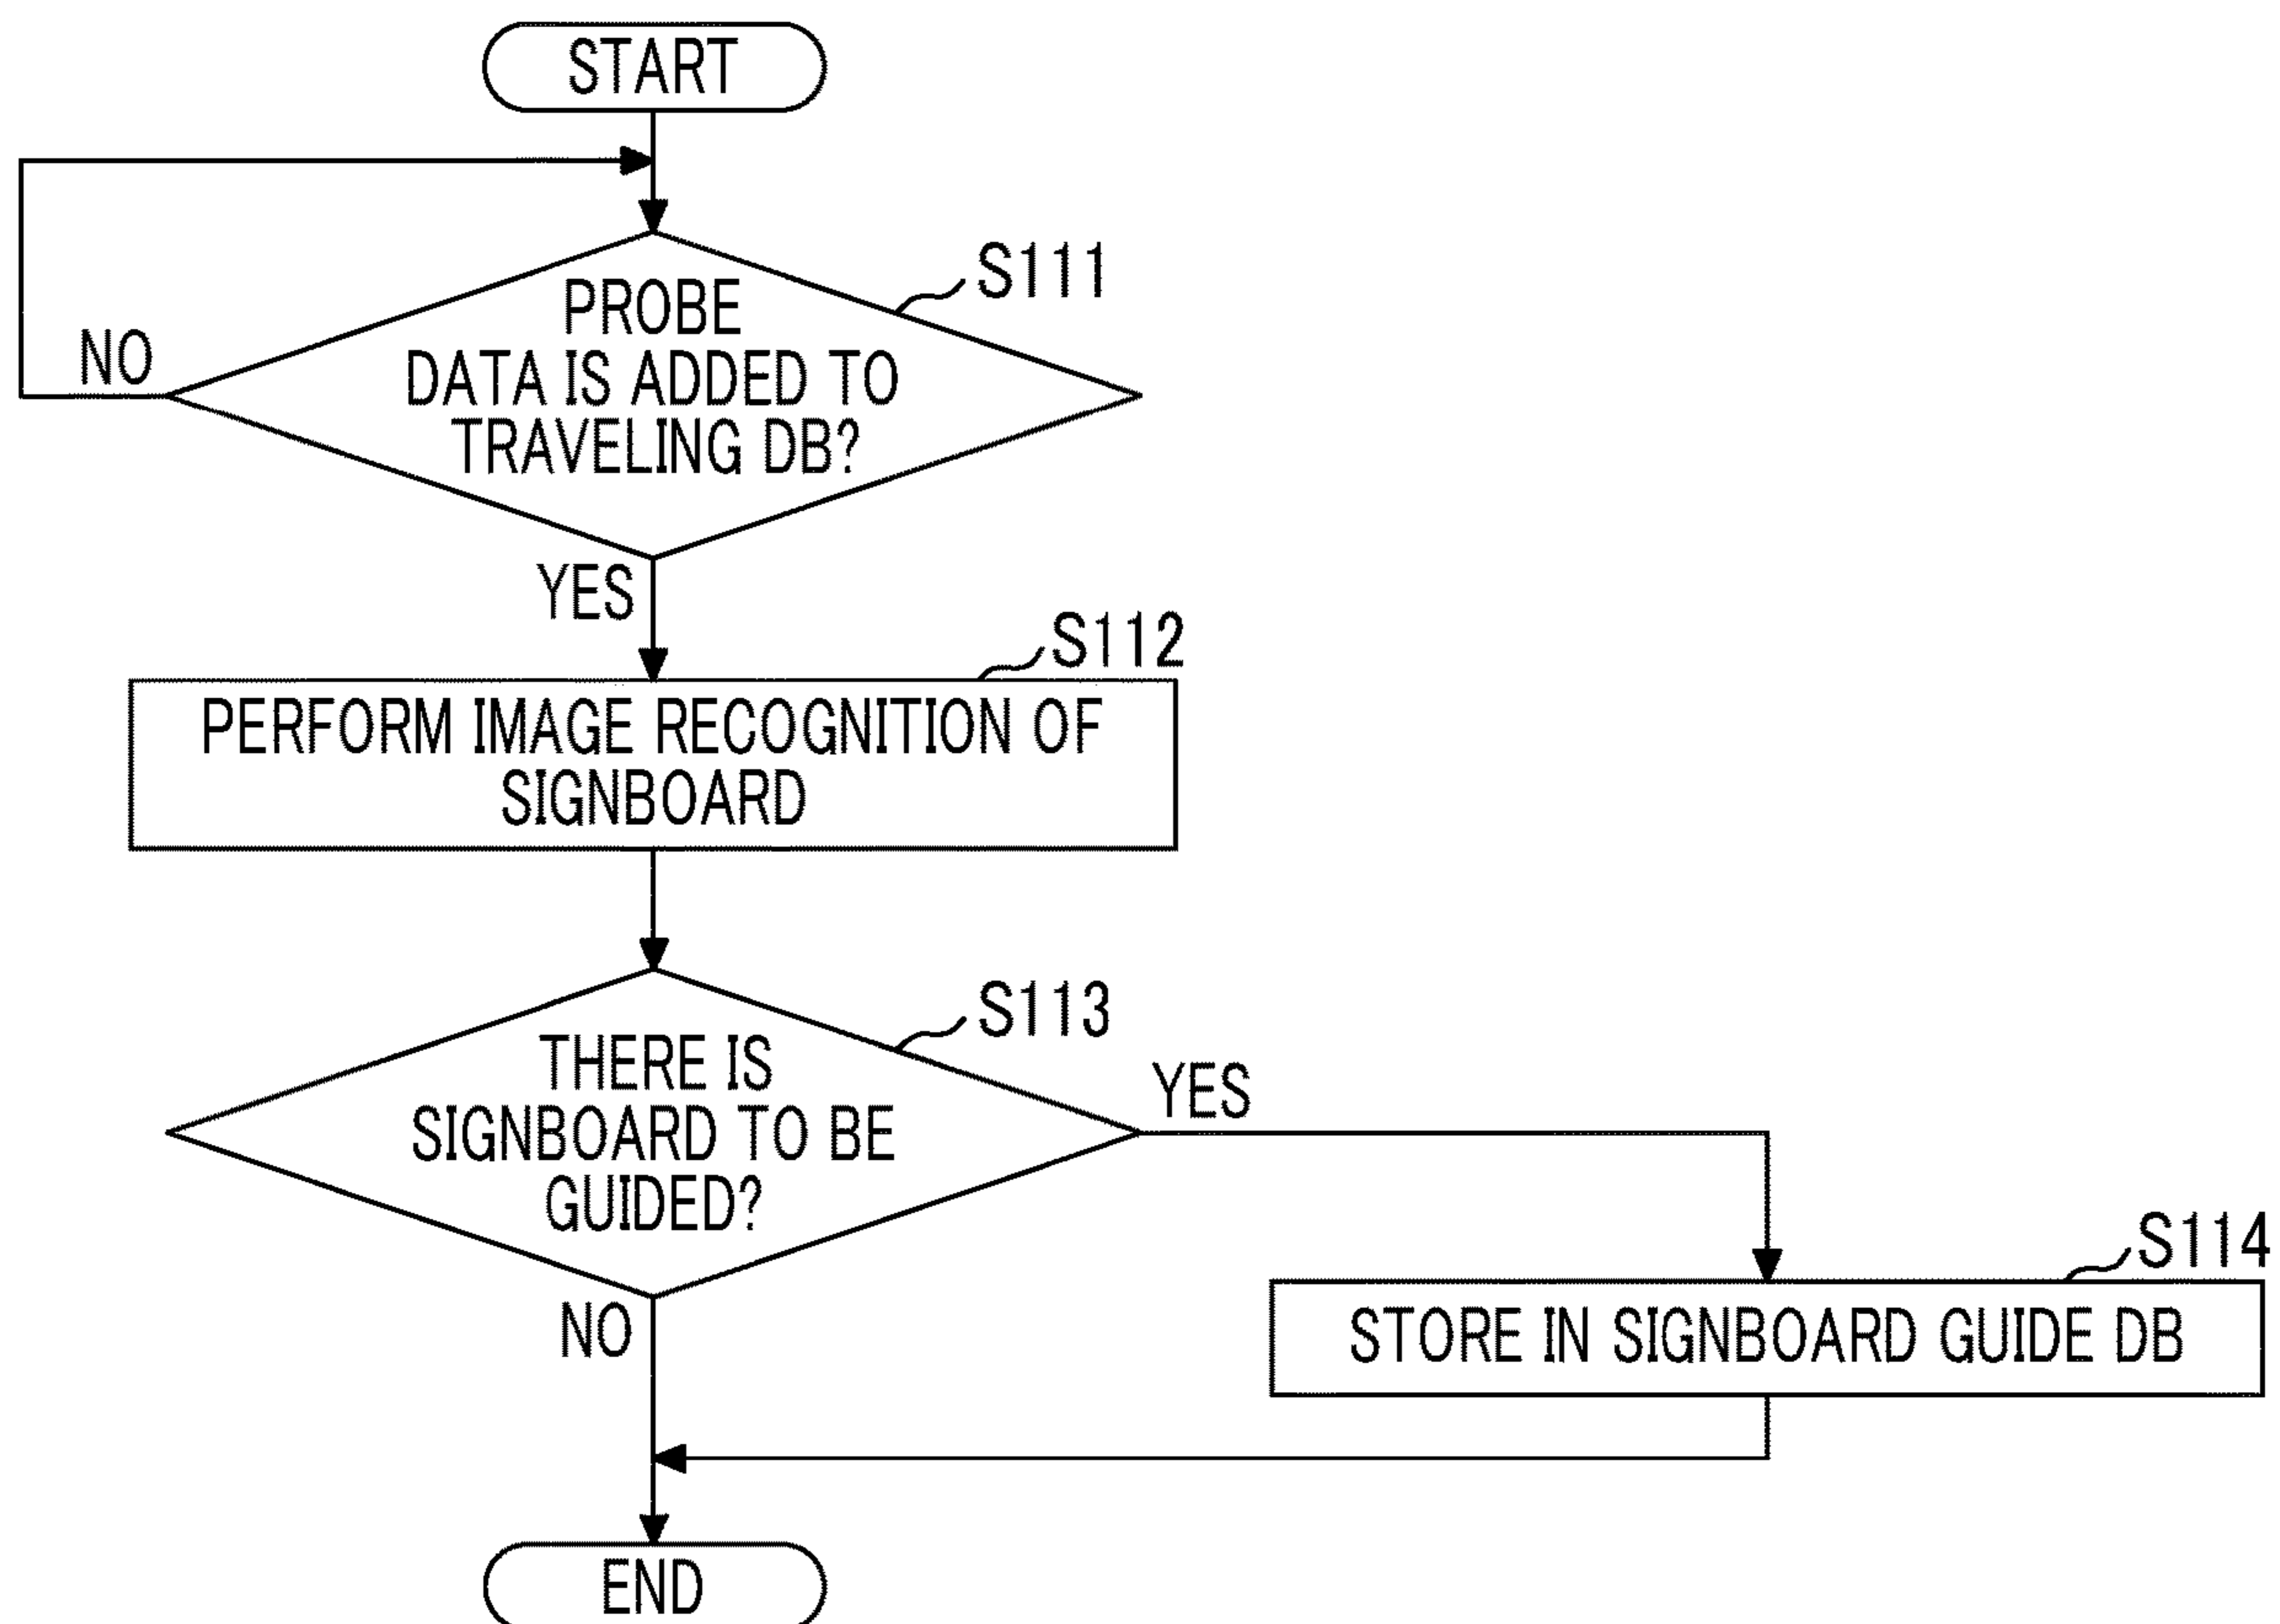 START
S111
PROBE
DATA IS ADDED TO
TRAVELING DB?
NO
YES
S112
PERFORM IMAGE RECOGNITION OF
SIGNBOARD
S113
THERE IS
SIGNBOARD TO BE
GUIDED?
YES
NO
S114
STORE IN SIGNBOARD GUIDE DB
END